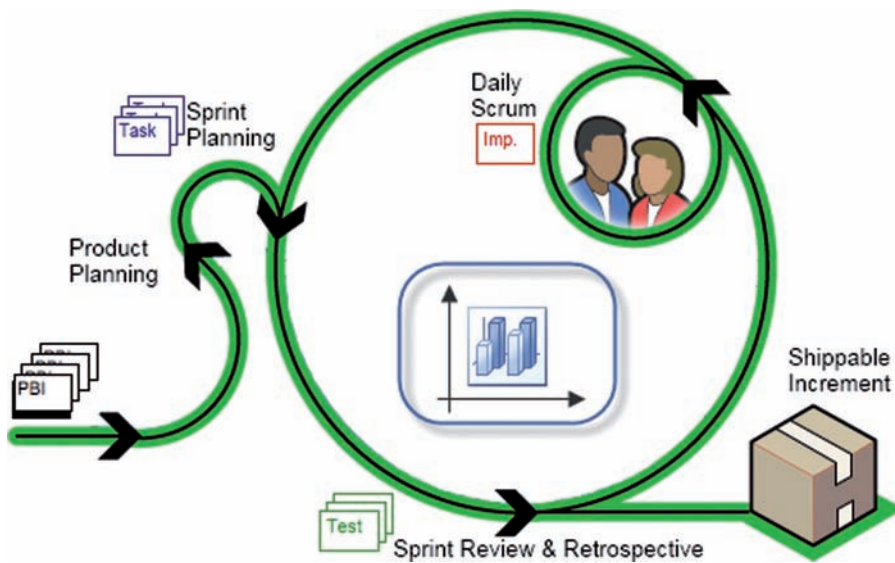 Sprint
Planning
Task
Daily
Scrum
Imp.
Product
Planning
PBI
Shippable
Increment
Test
Sprint Review & Retrospective